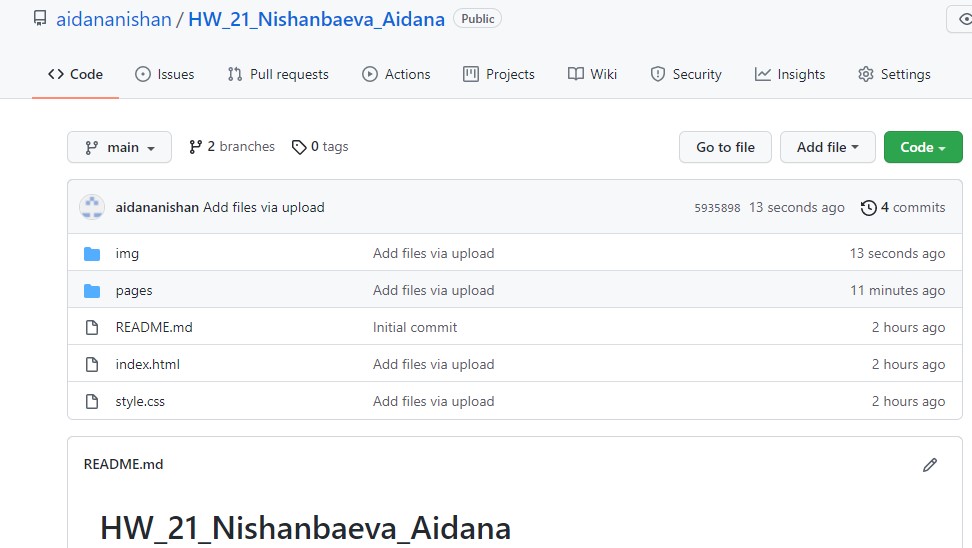 aidananishan / HW_21_Nishanbaeva_Aidana Public
Code Issues Pull requests Actions Projects Wiki Security Insights Settings
main 2 branches 0 tags Go to file Add file Code
aidananishan Add files via upload 5935898 13 seconds ago 4 commits
img Add files via upload 13 seconds ago
pages Add files via upload 11 minutes ago
README.md Initial commit 2 hours ago
index.html Add files via upload 2 hours ago
style.css Add files via upload 2 hours ago
README.md
HW_21_Nishanbaeva_Aidana